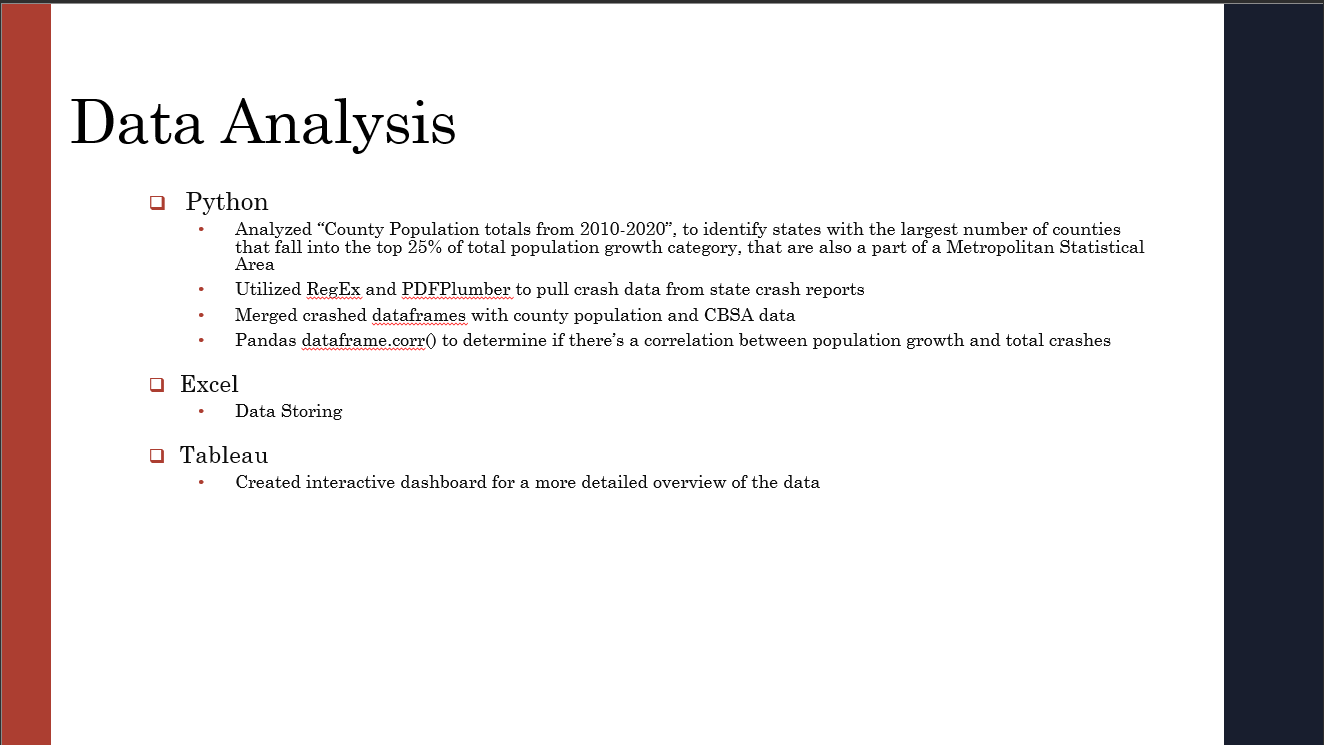 Data Analysis
Python
Analyzed “County Population totals from 2010-2020”, to identify states with the largest number of counties
that fall into the top 25% of total population growth category, that are also a part of a Metropolitan Statistical
Area
Utilized RegEx and PDFPlumber to pull crash data from state crash reports
Merged crashed dataframes with county population and CBSA data
Pandas dataframe.corr() to determine if there’s a correlation between population growth and total crashes
Excel
Data Storing
Tableau
Created interactive dashboard for a more detailed overview of the data